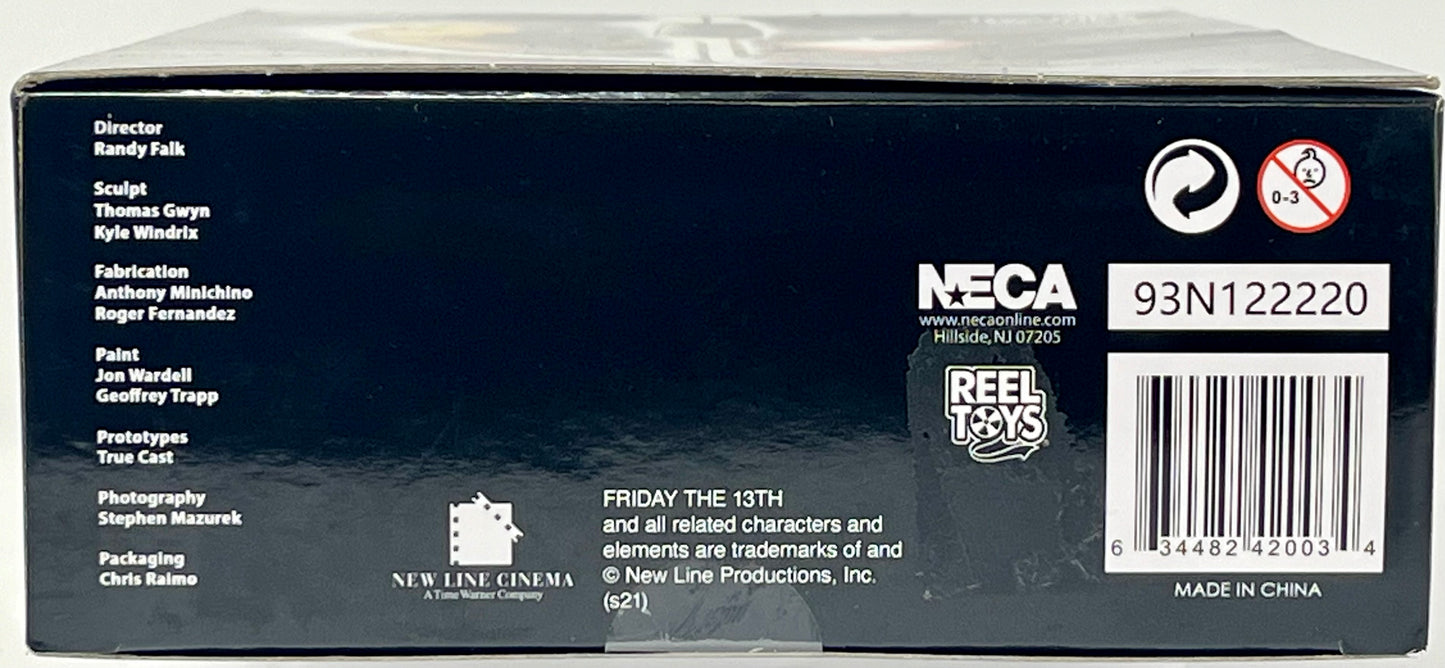 Director
Randy Falk
Sculpt
Thomas Gwyn
Kyle Windrix
Fabrication
Anthony Minichino
Roger Fernandez
Paint
Jon Wardell
Geoffrey Trapp
Prototypes
True Cast
Photography
Stephen Mazurek
Packaging
Chris Raimo
NEW LINE CINEMA
A Time Warner Company
FRIDAY THE 13TH
and all related characters and
elements are trademarks of and
© New Line Productions, Inc.
(s21)
NECA
www.necaonline.com
Hillside, NJ 07205
REEL
TOYS
0-3
93N122220
6 34482 42003 4
MADE IN CHINA